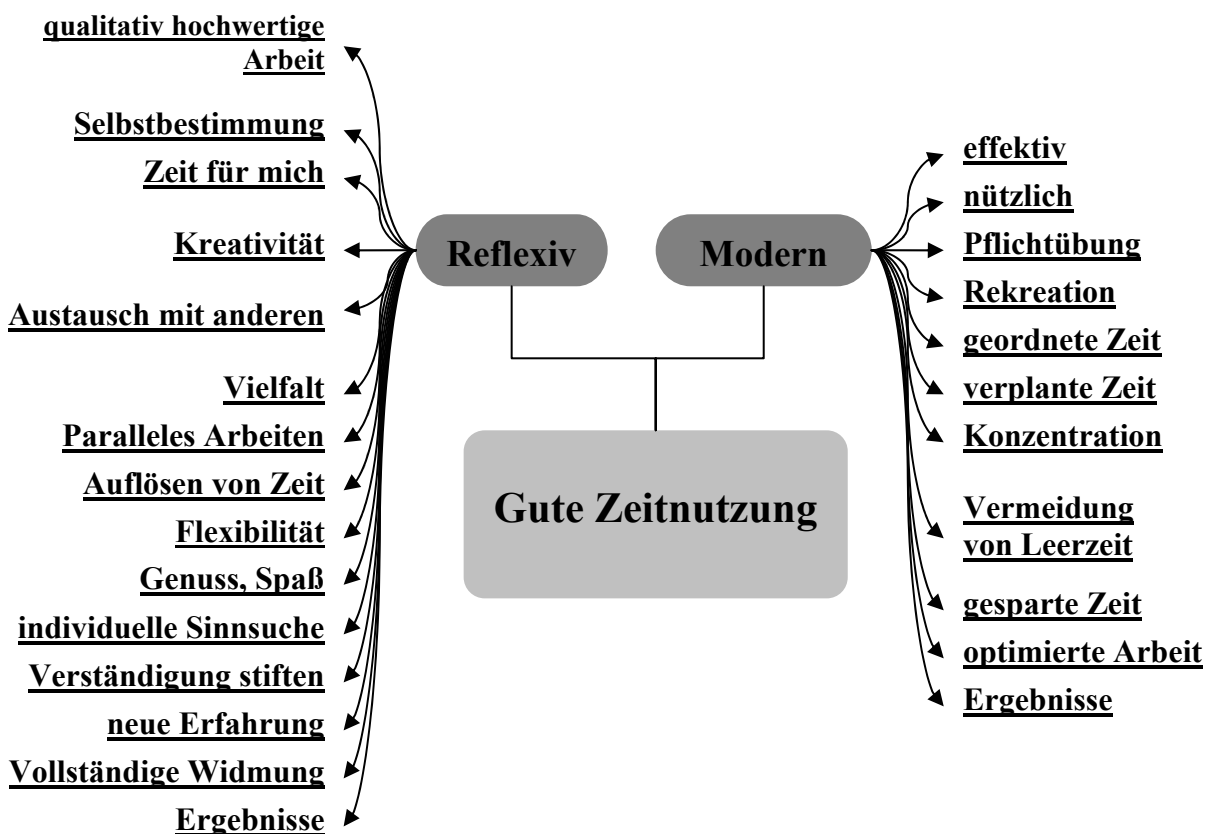 qualitativ hochwertige
Arbeit
Selbstbestimmung
Zeit für mich
Kreativität
Austausch mit anderen
Vielfalt
Paralleles Arbeiten
Auflösen von Zeit
Flexibilität
Genuss, Spaß
individuelle Sinnsuche
Verständigung stiften
neue Erfahrung
Vollständige Widmung
Ergebnisse
Reflexiv
Modern
Gute Zeitnutzung
effektiv
nützlich
Pflichtübung
Rekreation
geordnete Zeit
verplante Zeit
Konzentration
Vermeidung
von Leerzeit
gesparte Zeit
optimierte Arbeit
Ergebnisse